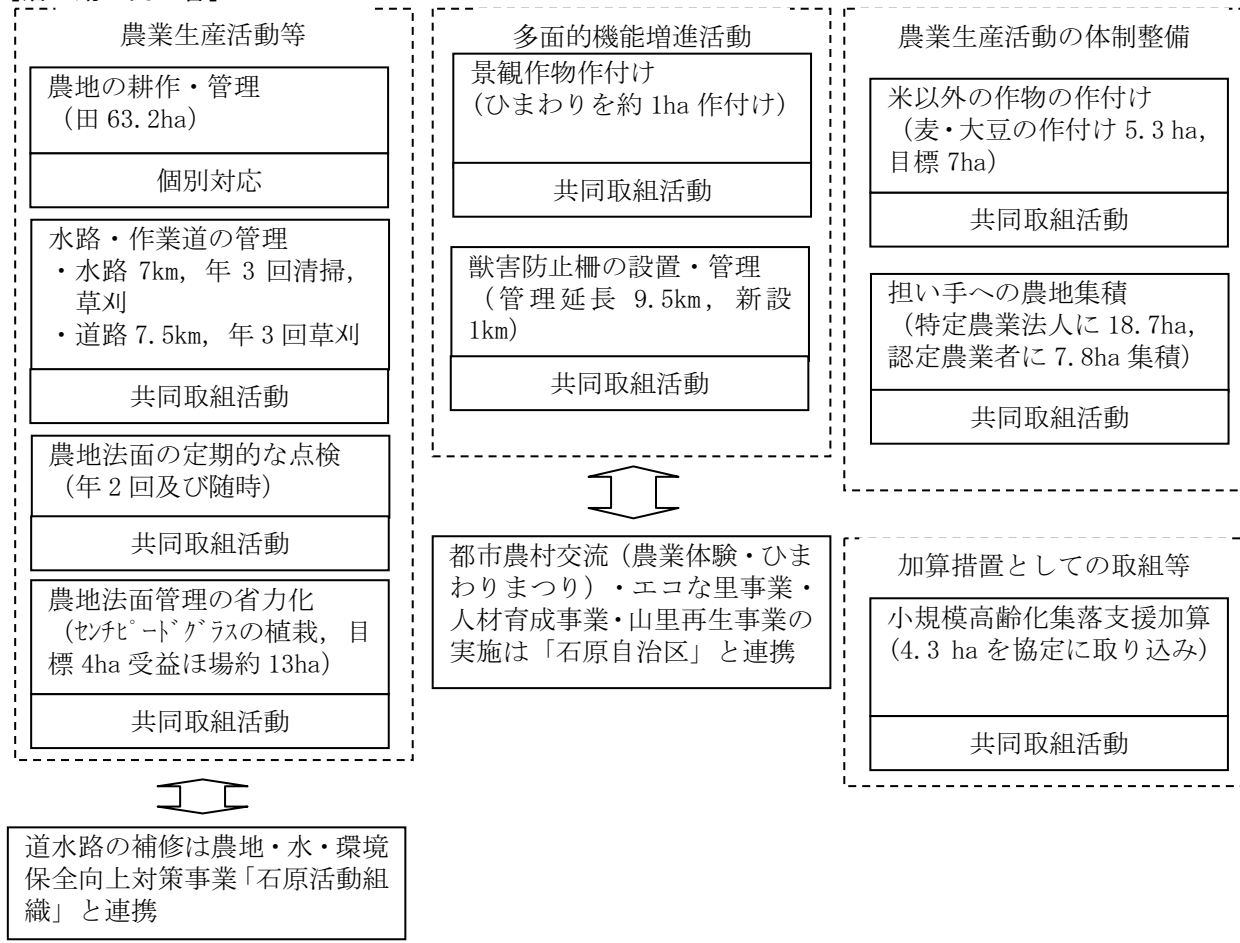 農業生産活動等
農地の耕作・管理
（田 63.2ha）
個別対応
水路・作業道の管理
・水路 7km，年 3 回清掃，
草刈
・道路 7.5km，年 3 回草刈
共同取組活動
農地法面の定期的な点検
（年 2 回及び随時）
共同取組活動
農地法面管理の省力化
（ｾﾝﾁﾋﾟｰﾄﾞｸﾞﾗｽの植栽，目
標 4ha 受益ほ場約 13ha）
共同取組活動
道水路の補修は農地・水・環境
保全向上対策事業「石原活動組
織」と連携
多面的機能増進活動
景観作物作付け
（ひまわりを約 1ha 作付け）
共同取組活動
獣害防止柵の設置・管理
（管理延長 9.5km，新設
1km）
共同取組活動
都市農村交流（農業体験・ひま
わりまつり）・エコな里事業・
人材育成事業・山里再生事業の
実施は「石原自治区」と連携
農業生産活動の体制整備
米以外の作物の作付け
（麦・大豆の作付け 5.3 ha，
目標 7ha）
共同取組活動
担い手への農地集積
（特定農業法人に 18.7ha，
認定農業者に 7.8ha 集積）
共同取組活動
加算措置としての取組等
小規模高齢化集落支援加算
（4.3 ha を協定に取り込み）
共同取組活動